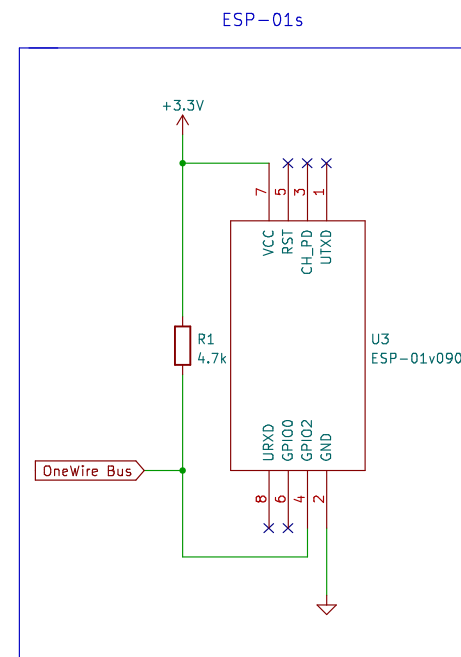 ESP-01s
+3.3V
7
5
3
1
VCC
RST
CH_PD
UTXD
R1
4.7k
U3
ESP-01v090
URXD
GPIO0
GPIO2
GND
OneWire Bus
8
6
4
2